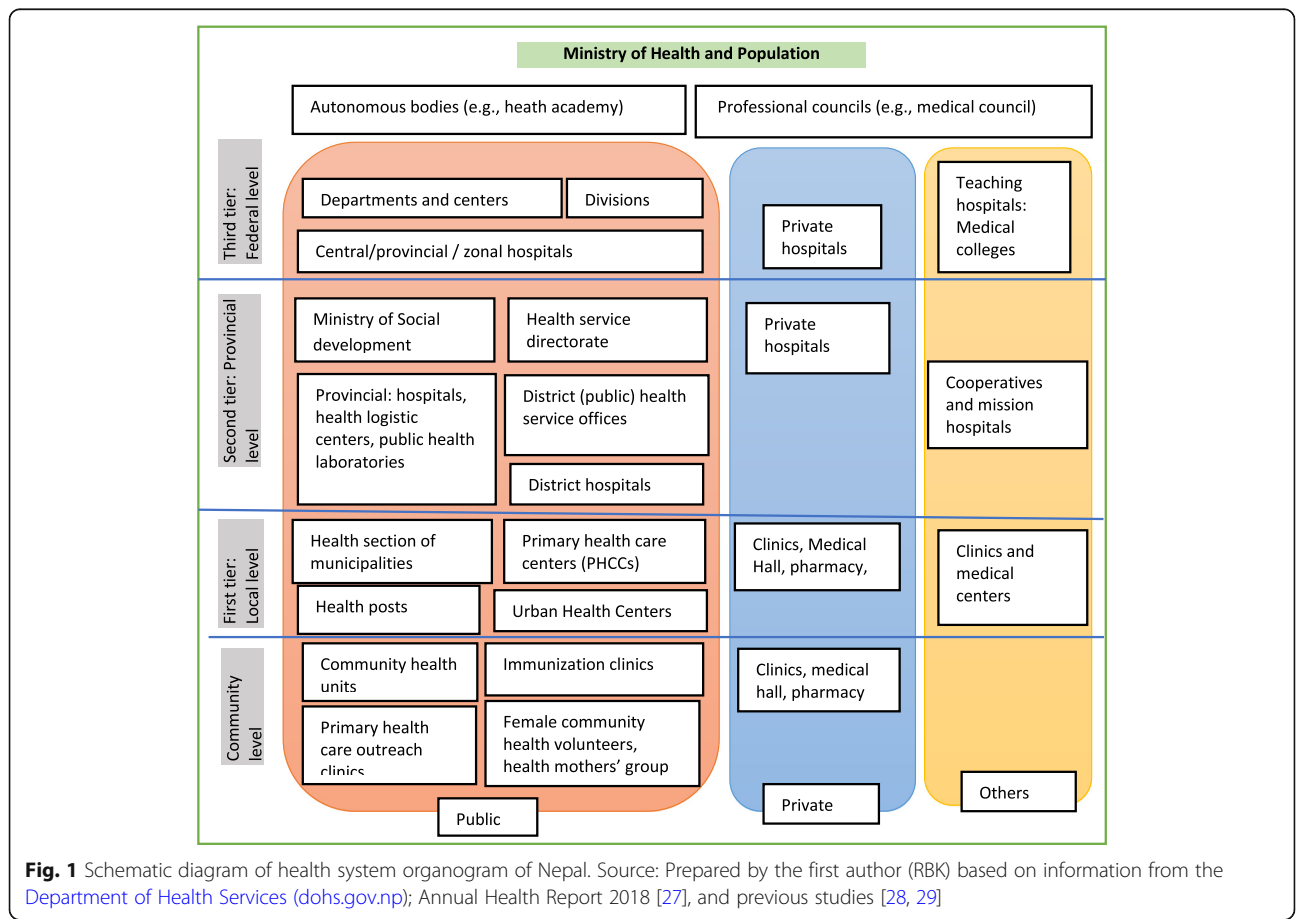 Ministry of Health and Population
Autonomous bodies (e.g., heath academy)
Professional councils (e.g., medical council)
Third tier:
Federal level
Departments and centers
Divisions
Central/provincial / zonal hospitals
Private
hospitals
Teaching
hospitals:
Medical
colleges
Second tier: Provincial
level
Ministry of Social
development
Health service
directorate
Provincial: hospitals,
health logistic
centers, public health
laboratories
District (public) health
service offices
District hospitals
Private
hospitals
Cooperatives
and mission
hospitals
First tier:
Local level
Health section of
municipalities
Primary health care
centers (PHCCs)
Health posts
Urban Health Centers
Clinics, Medical
Hall, pharmacy,
Clinics and
medical
centers
Community
level
Community health
units
Immunization clinics
Primary health
care outreach
clinics
Female community
health volunteers,
health mothers’ group
Clinics, medical
hall, pharmacy
Public
Private
Others
Fig. 1 Schematic diagram of health system organogram of Nepal. Source: Prepared by the first author (RBK) based on information from the
Department of Health Services (dohs.gov.np); Annual Health Report 2018 [27], and previous studies [28, 29]